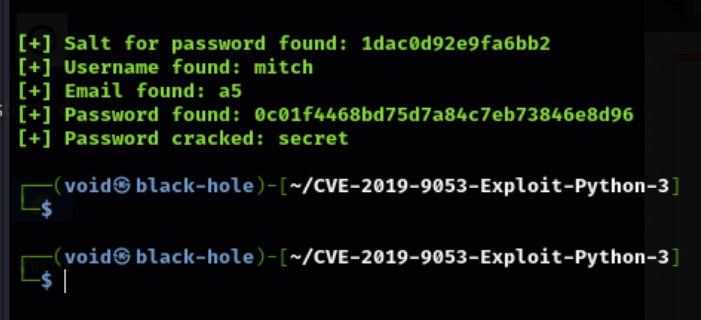 [+] Salt for password found: 1dac0d92e9fa6bb2
[+] Username found: mitch
[+] Email found: a5
[+] Password found: 0c01f4468bd75d7a84c7eb73846e8d96
[+] Password cracked: secret
┌──(void㉿black-hole)-[~/CVE-2019-9053-Exploit-Python-3]
└─$
┌──(void㉿black-hole)-[~/CVE-2019-9053-Exploit-Python-3]
└─$